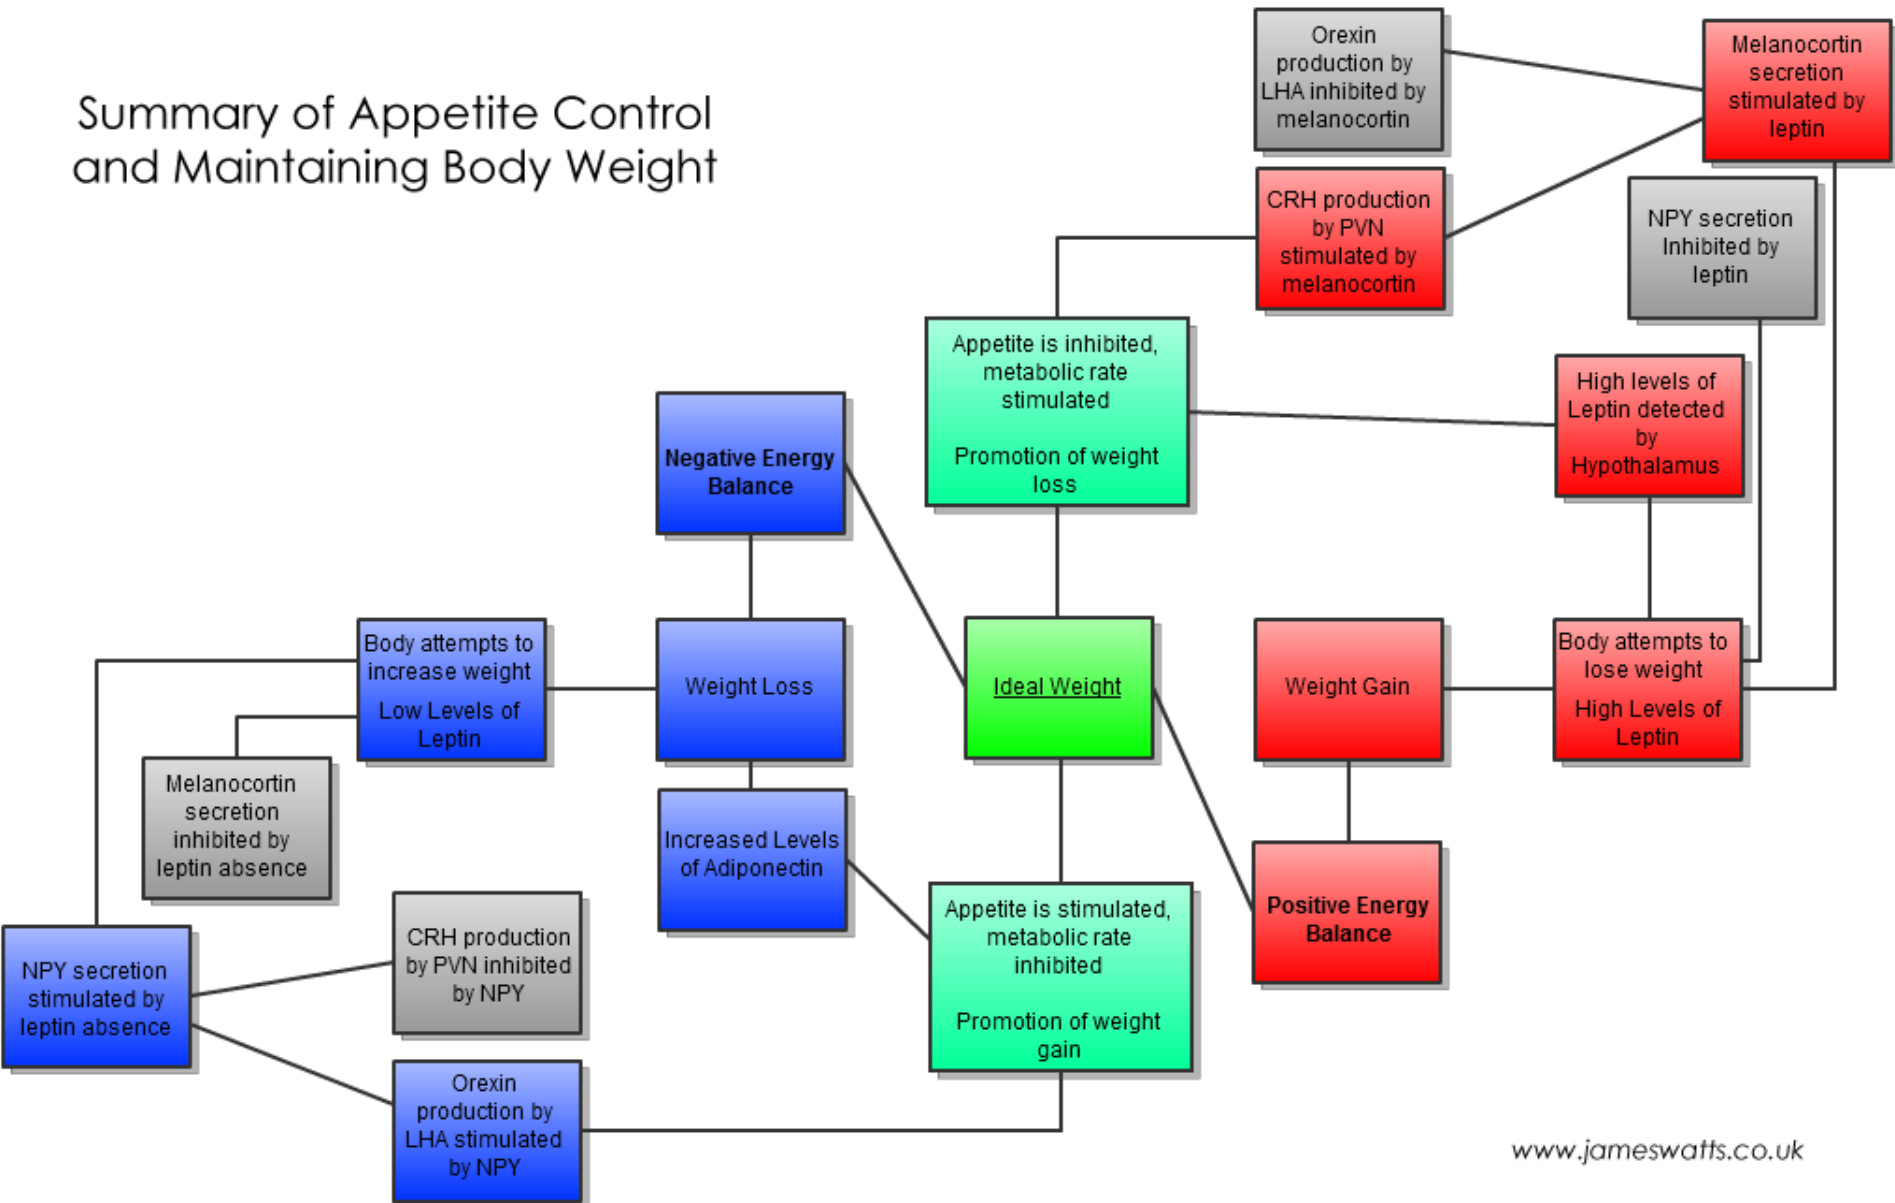 Summary of Appetite Control
and Maintaining Body Weight
Orexin
production by
LHA inhibited by
melanocortin
Melanocortin
secretion
stimulated by
leptin
CRH production
by PVN
stimulated by
melanocortin
NPY secretion
Inhibited by
leptin
Appetite is inhibited,
metabolic rate
stimulated
Promotion of weight
loss
High levels of
Leptin detected
by
Hypothalamus
Negative Energy
Balance
Body attempts to
increase weight
Low Levels of
Leptin
Weight Loss
Ideal Weight
Weight Gain
Body attempts to
lose weight
High Levels of
Leptin
Melanocortin
secretion
inhibited by
leptin absence
Increased Levels
of Adiponectin
Appetite is stimulated,
metabolic rate
inhibited
Promotion of weight
gain
Positive Energy
Balance
NPY secretion
stimulated by
leptin absence
CRH production
by PVN inhibited
by NPY
Orexin
production by
LHA stimulated
by NPY
www.jameswatts.co.uk